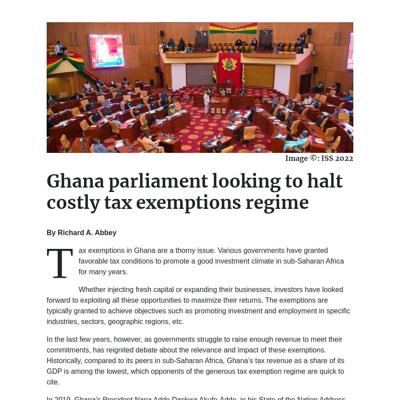 Image ©: ISS 2022
Ghana parliament looking to halt
costly tax exemptions regime
By Richard A. Abbey
Tax exemptions in Ghana are a thorny issue. Various governments have granted
favorable tax conditions to promote a good investment climate in sub-Saharan Africa
for many years.
Whether injecting fresh capital or expanding their businesses, investors have looked
forward to exploiting all these opportunities to maximize their returns. The exemptions are
typically granted to achieve objectives such as promoting investment and employment in specific
industries, sectors, geographic regions, etc.
In the last few years, however, as governments struggle to raise enough revenue to meet their
commitments, has reignited debate about the relevance and impact of these exemptions.
Historically, compared to its peers in sub-Saharan Africa, Ghana's tax revenue as a share of its
GDP is among the lowest, which opponents of the generous tax exemption regime are quick to
cite.
In 2019, Ghana's President Nana Addo Dankwa Akufo-Addo, in his State of the Nation Address,